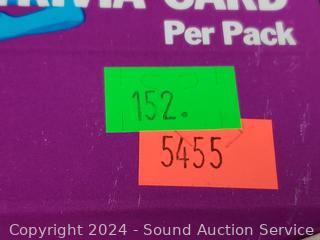 TRIVIA CARD
Per Pack
152.
5455
Copyright 2024 - Sound Auction Service